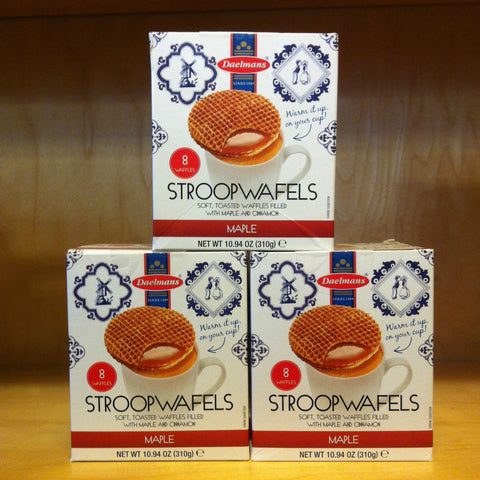 Daelmans
SINCE 1909
Warm it up,
on your cup!
8
WAFFLES
STROOPWAFELS
SOFT, TOASTED WAFFLES FILLED
WITH MAPLE AND CINNAMON
MAPLE
NET WT 10.94 OZ (310g) e
Daelmans
SINCE 1909
Warm it up,
on your cup!
8
WAFFLES
STROOPWAFELS
SOFT, TOASTED WAFFLES FILLED
WITH MAPLE AND CINNAMON
MAPLE
NET WT 10.94 OZ (310g) e
Daelmans
SINCE 1909
Warm it up,
on your cup!
8
WAFFLES
STROOPWAFELS
SOFT, TOASTED WAFFLES FILLED
WITH MAPLE AND CINNAMON
MAPLE
NET WT 10.94 OZ (310g) e